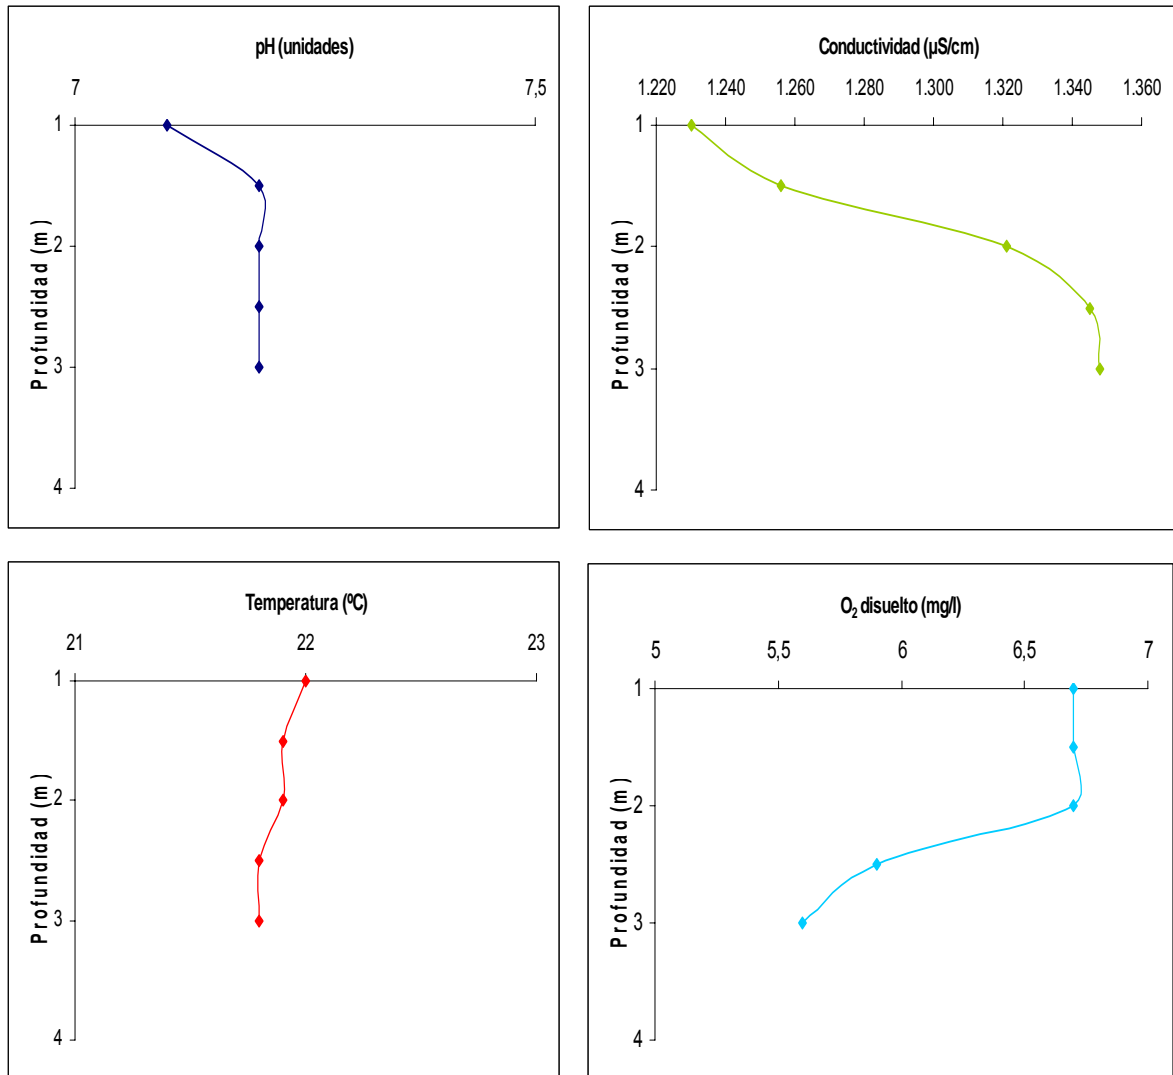 pH (unidades)
7 7,5
1
2
3
4
Profundidad (m)
Conductividad (µS/cm)
1.220 1.240 1.260 1.280 1.300 1.320 1.340 1.360
1
2
3
4
Profundidad (m)
Temperatura (ºC)
21 22 23
1
2
3
4
Profundidad (m)
O₂ disuelto (mg/l)
5 5,5 6 6,5 7
1
2
3
4
Profundidad (m)